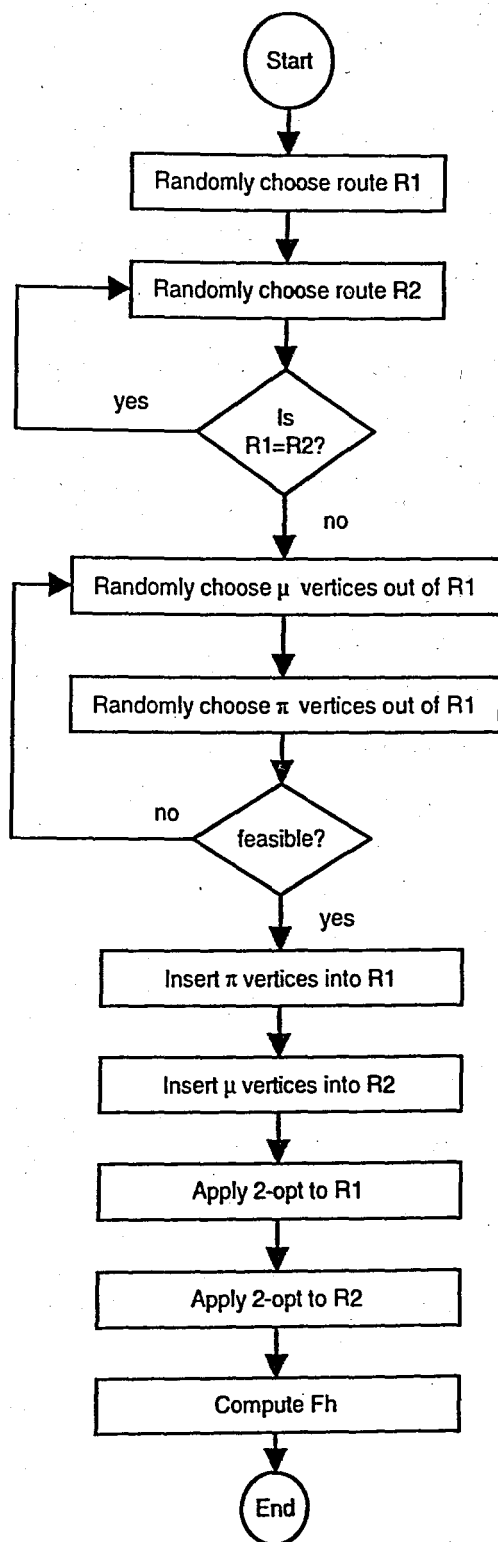 Start
Randomly choose route R1
Randomly choose route R2
yes
Is
R1=R2?
no
Randomly choose μ vertices out of R1
Randomly choose π vertices out of R1
no
feasible?
yes
Insert π vertices into R1
Insert μ vertices into R2
Apply 2-opt to R1
Apply 2-opt to R2
Compute Fh
End